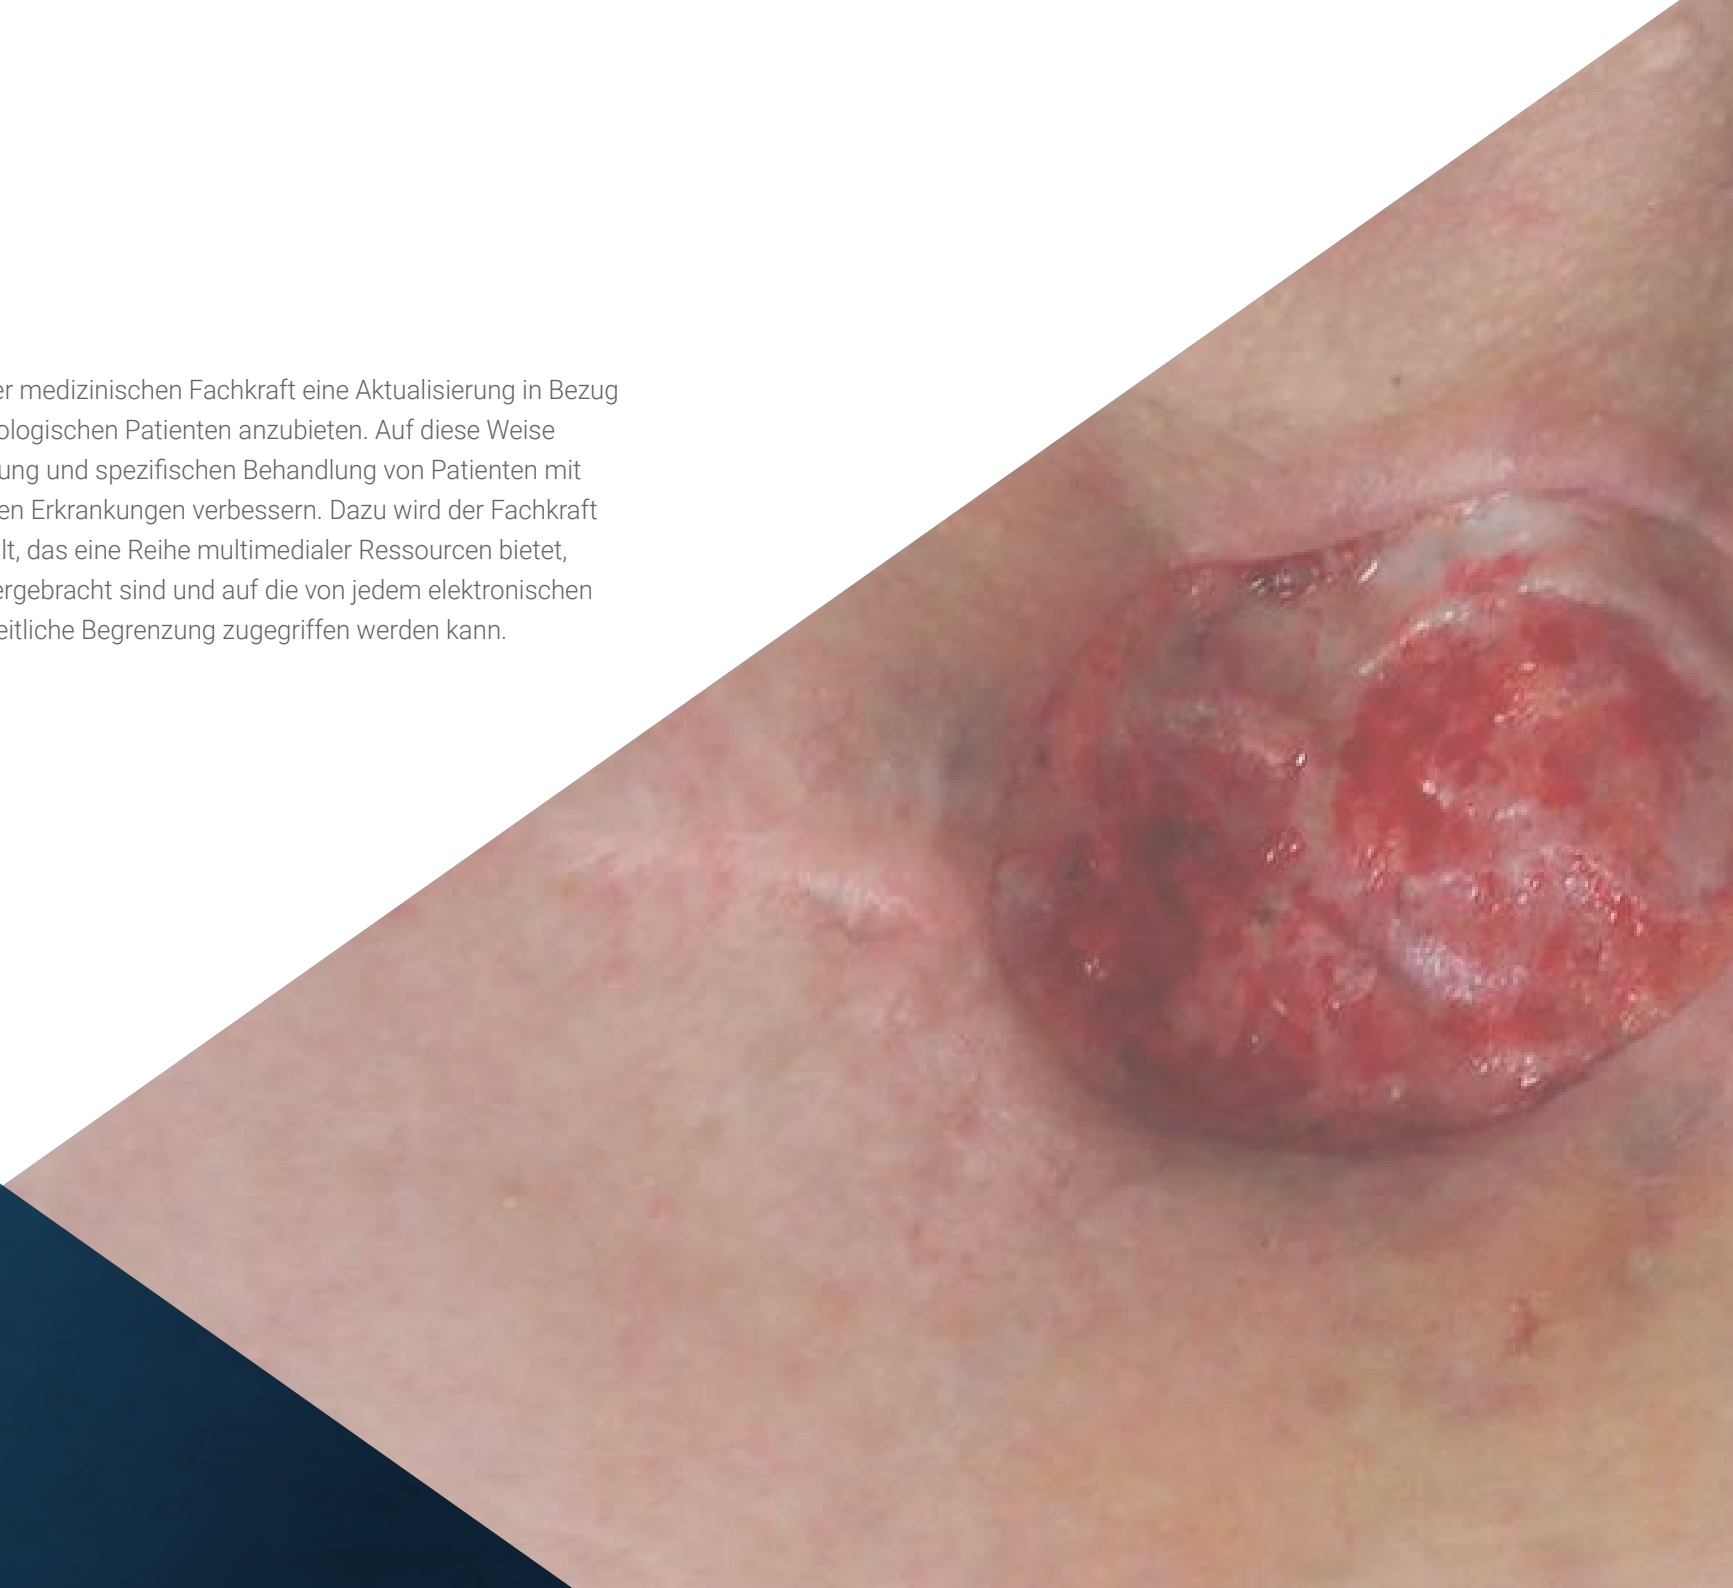 er medizinischen Fachkraft eine Aktualisierung in Bezug
ologischen Patienten anzubieten. Auf diese Weise
ung und spezifischen Behandlung von Patienten mit
en Erkrankungen verbessern. Dazu wird der Fachkraft
lt, das eine Reihe multimedialer Ressourcen bietet,
ergebracht sind und auf die von jedem elektronischen
eitliche Begrenzung zugegriffen werden kann.